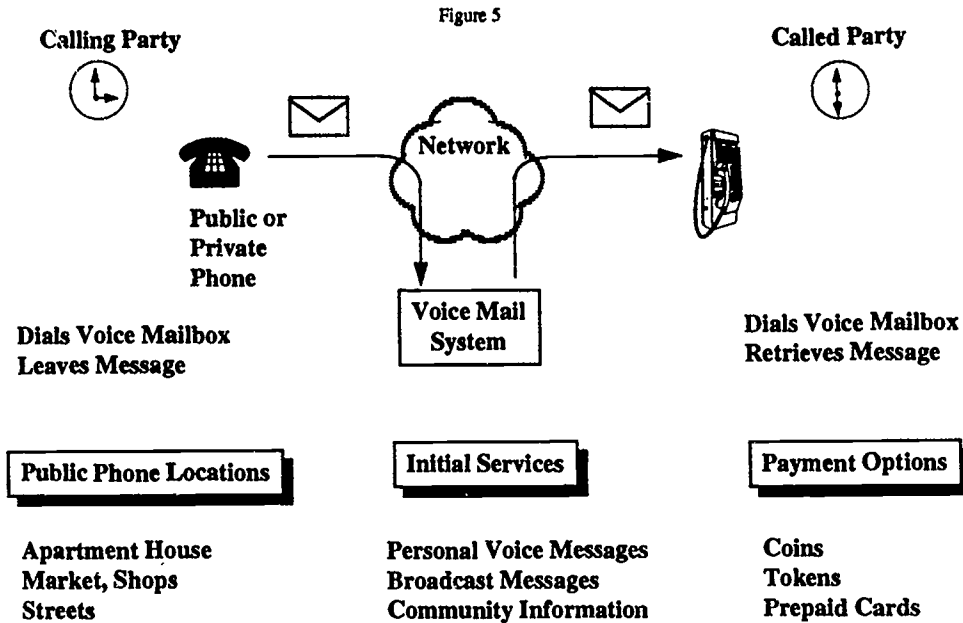 Figure 5
Calling Party
Called Party
Network
Public or
Private
Phone
Voice Mail
System
Dials Voice Mailbox
Leaves Message
Dials Voice Mailbox
Retrieves Message
Public Phone Locations
Initial Services
Payment Options
Apartment House
Market, Shops
Streets
Personal Voice Messages
Broadcast Messages
Community Information
Coins
Tokens
Prepaid Cards